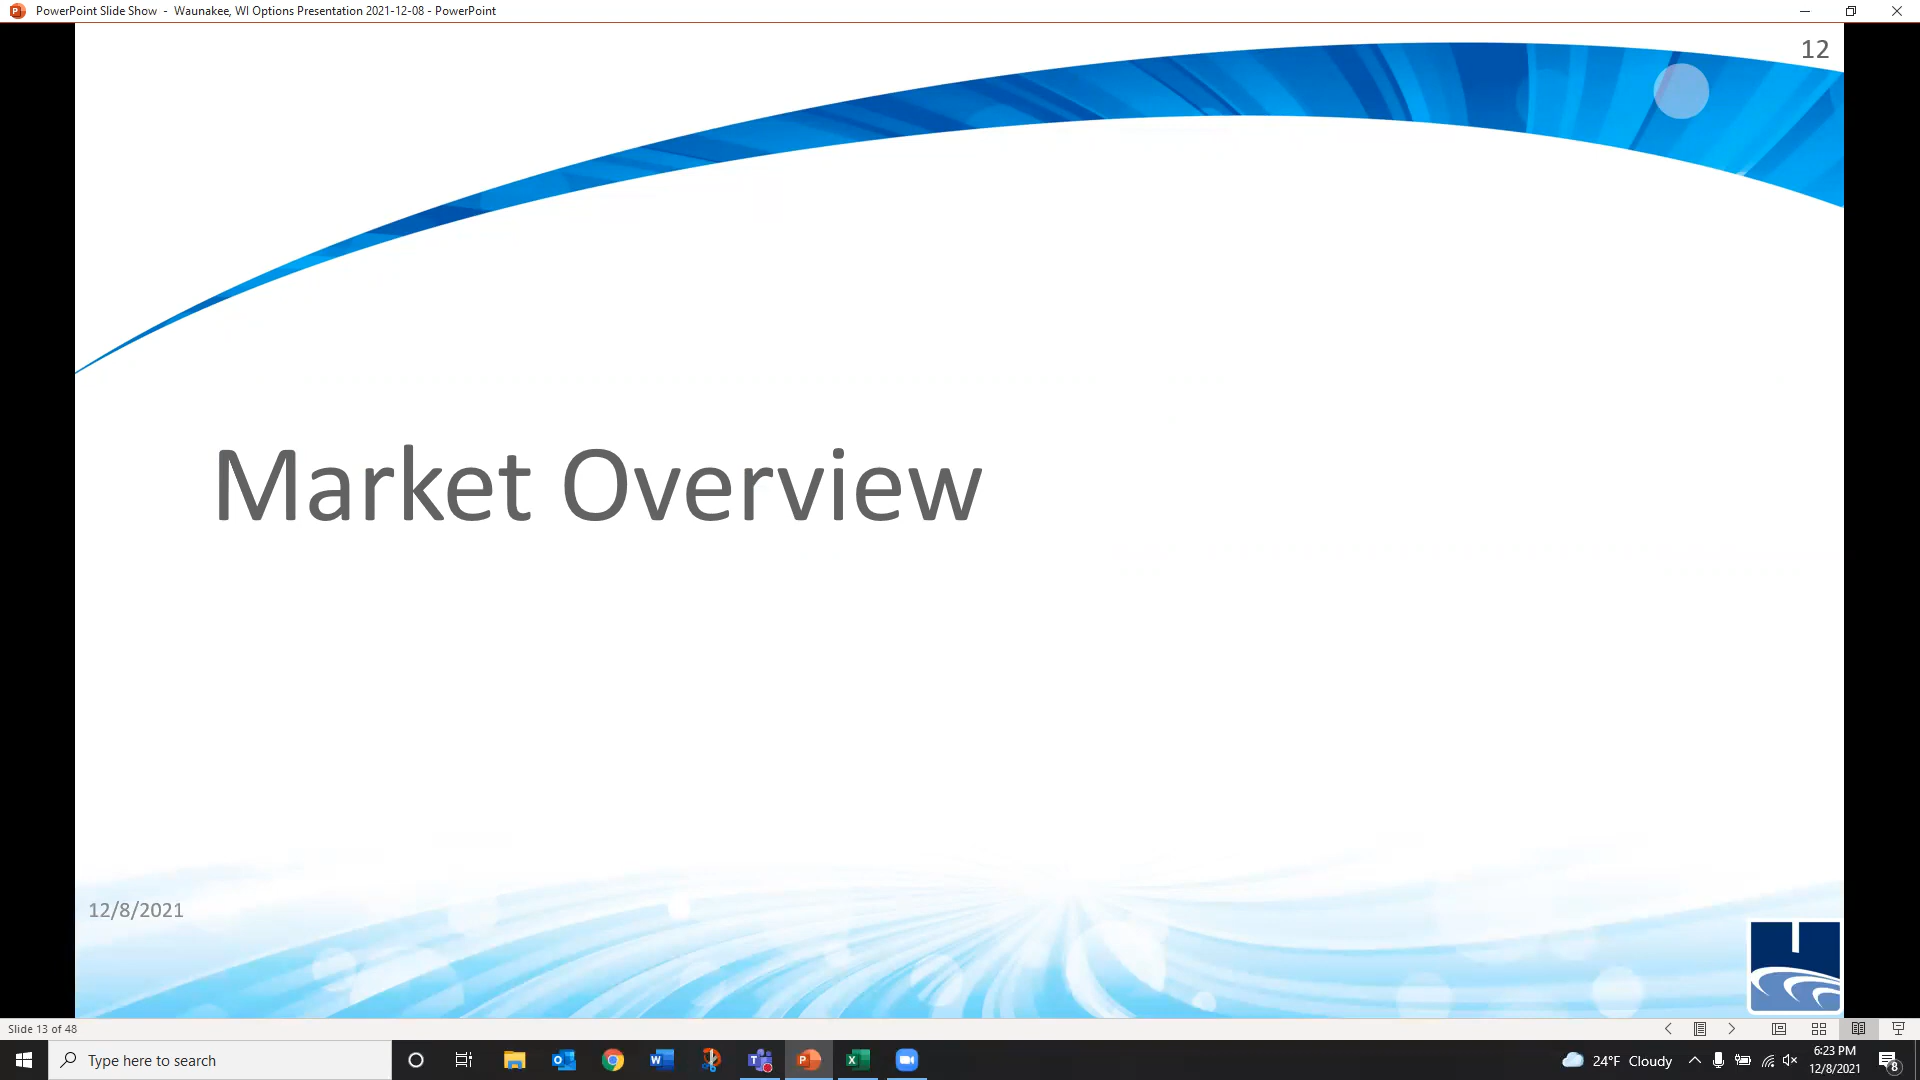 PowerPoint Slide Show - Waunakee, WI Options Presentation 2021-12-08 - PowerPoint
12
Market Overview
12/8/2021
Slide 13 of 48
Type here to search
24°F Cloudy
6:23 PM
12/8/2021
8